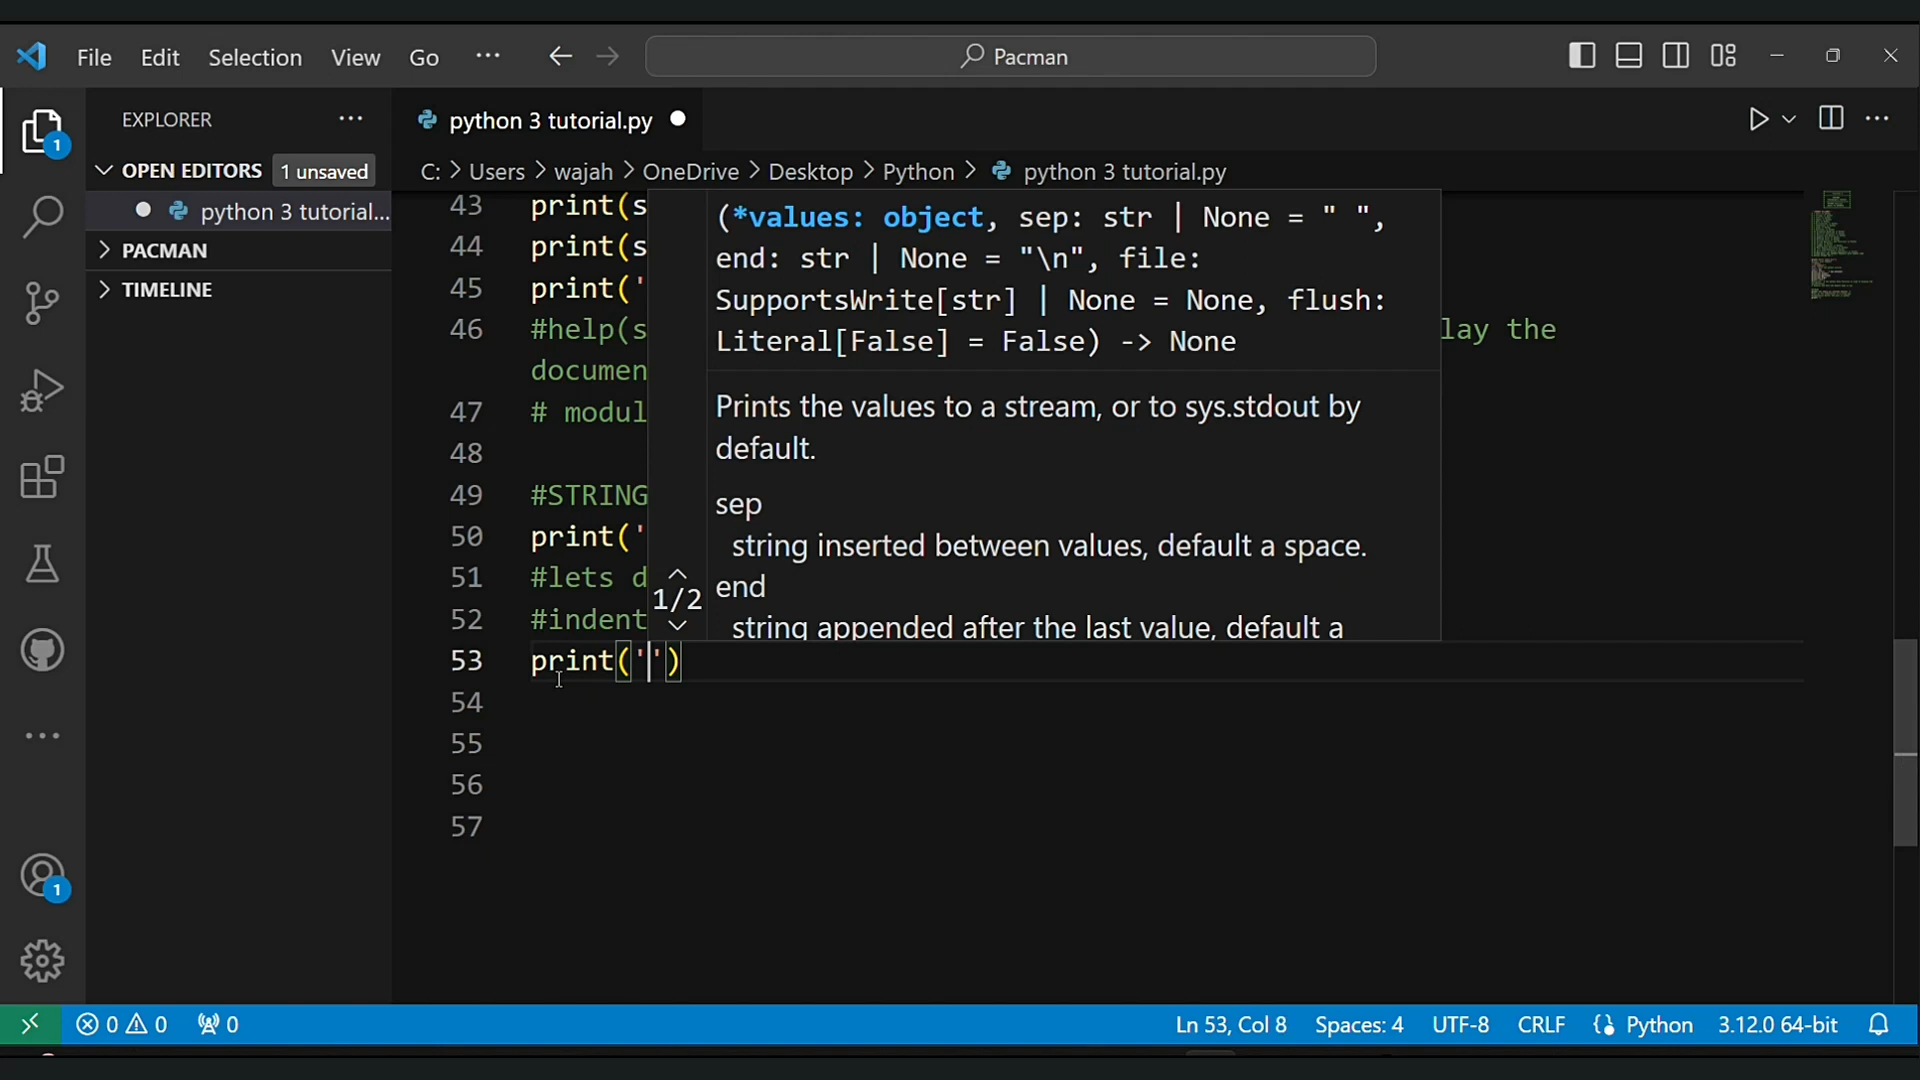 File Edit Selection View Go ··· Pacman
EXPLORER ···
python 3 tutorial.py
1
OPEN EDITORS 1 unsaved
C: > Users > wajah > OneDrive > Desktop > Python > python 3 tutorial.py
python 3 tutorial...
PACMAN
TIMELINE
43 print(s
44 print(s
45 print('
46 #help(s lay the
documen
47 # modul
48
49 #STRING
50 print('
51 #lets d
52 #indent
53 print('')
54
55
56
57
(*values: object, sep: str | None = " ",
end: str | None = "\n", file:
SupportsWrite[str] | None = None, flush:
Literal[False] = False) -> None
Prints the values to a stream, or to sys.stdout by
default.
sep
string inserted between values, default a space.
end
string appended after the last value, default a
1/2
1
0 0 0 Ln 53, Col 8 Spaces: 4 UTF-8 CRLF Python 3.12.0 64-bit